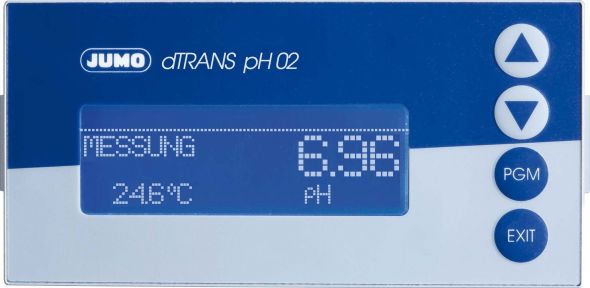 JUMO dTRANS pH 02
MESSUNG 6.96
24.6°C pH
PGM
EXIT